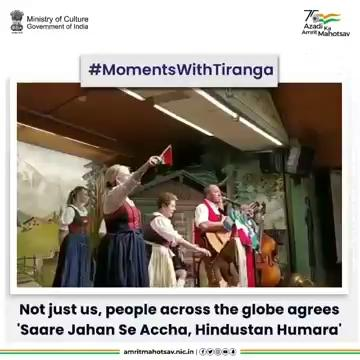 Ministry of Culture
Government of India
75
Azadi Ka
Amrit Mahotsav
#MomentsWithTiranga
Not just us, people across the globe agrees
'Saare Jahan Se Accha, Hindustan Humara'
amritmahotsav.nic.in